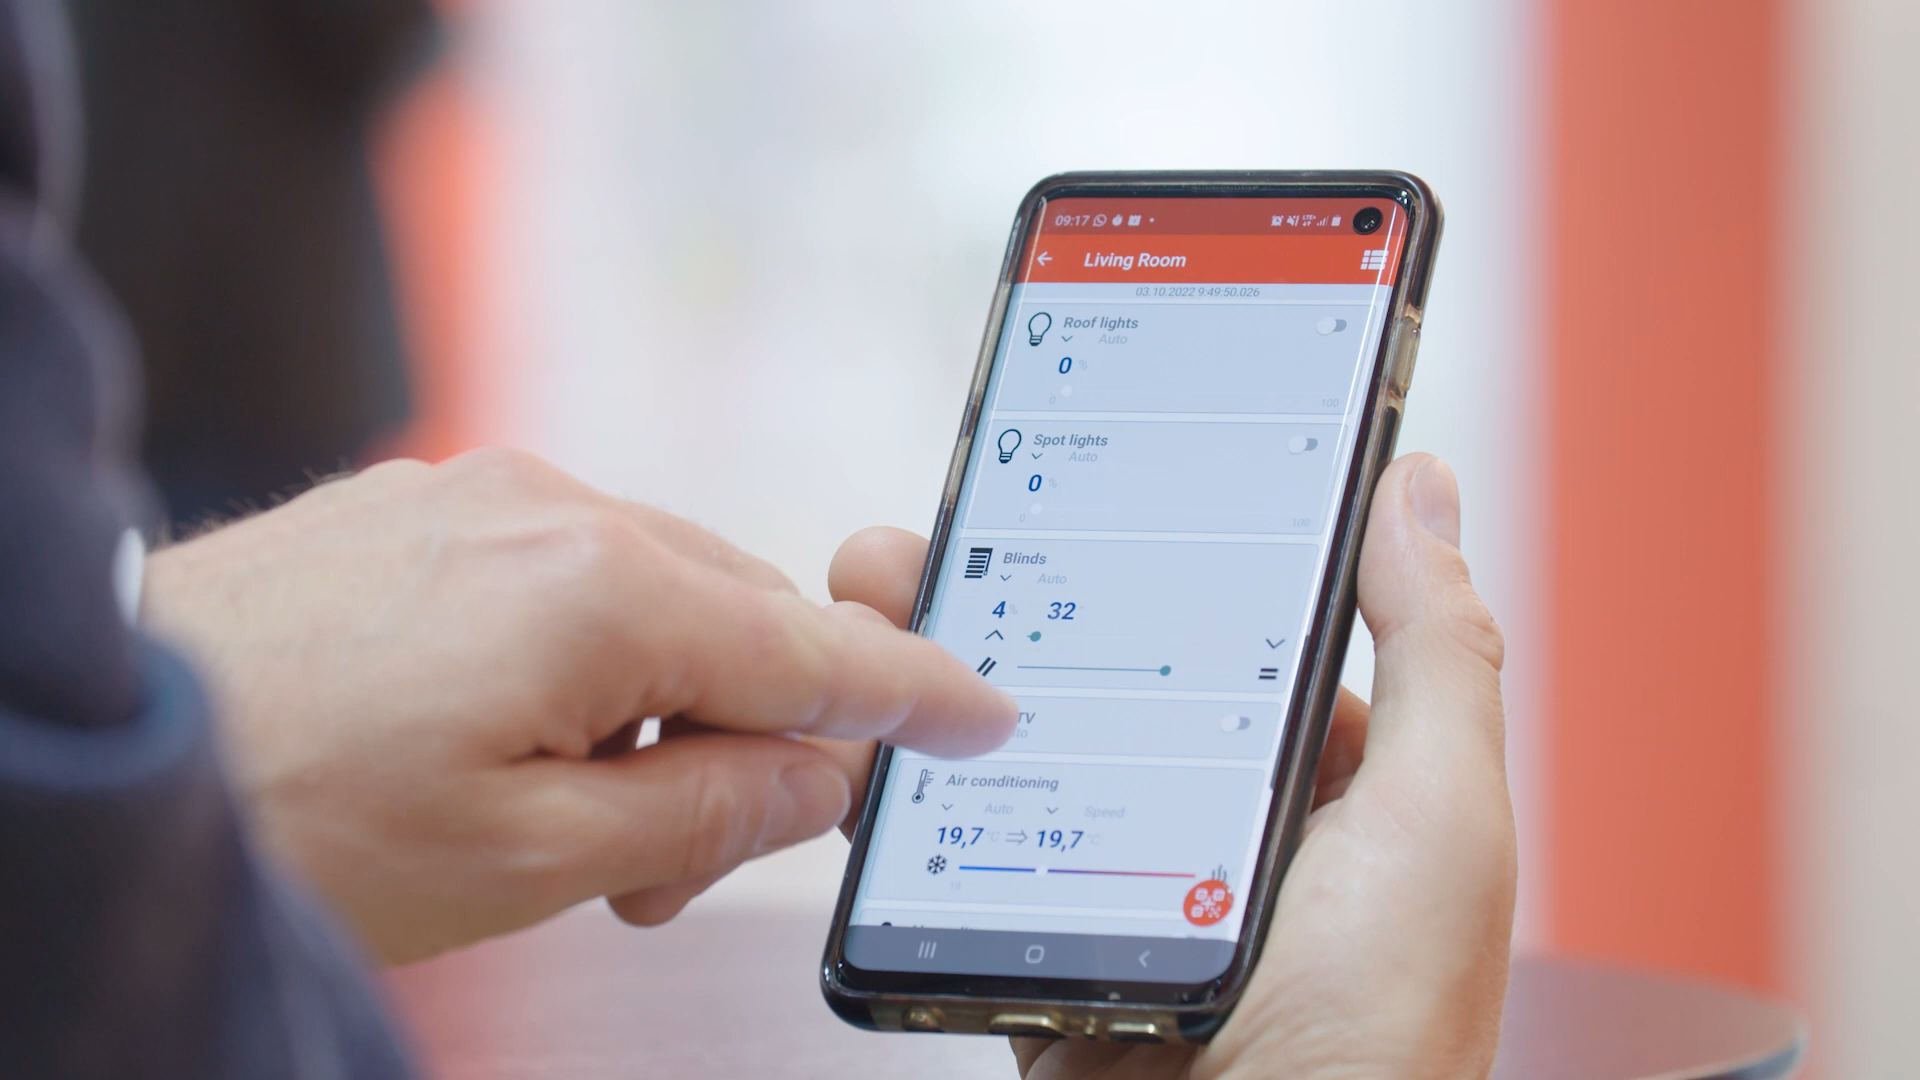 09:17
Living Room
03.10.2022 9:49:50.026
Roof lights
Auto
0 %
0 100
Spot lights
Auto
0 %
0 100
Blinds
Auto
4 % 32 °
TV
Air conditioning
Auto Speed
19,7 °C ⇒ 19,7 °C